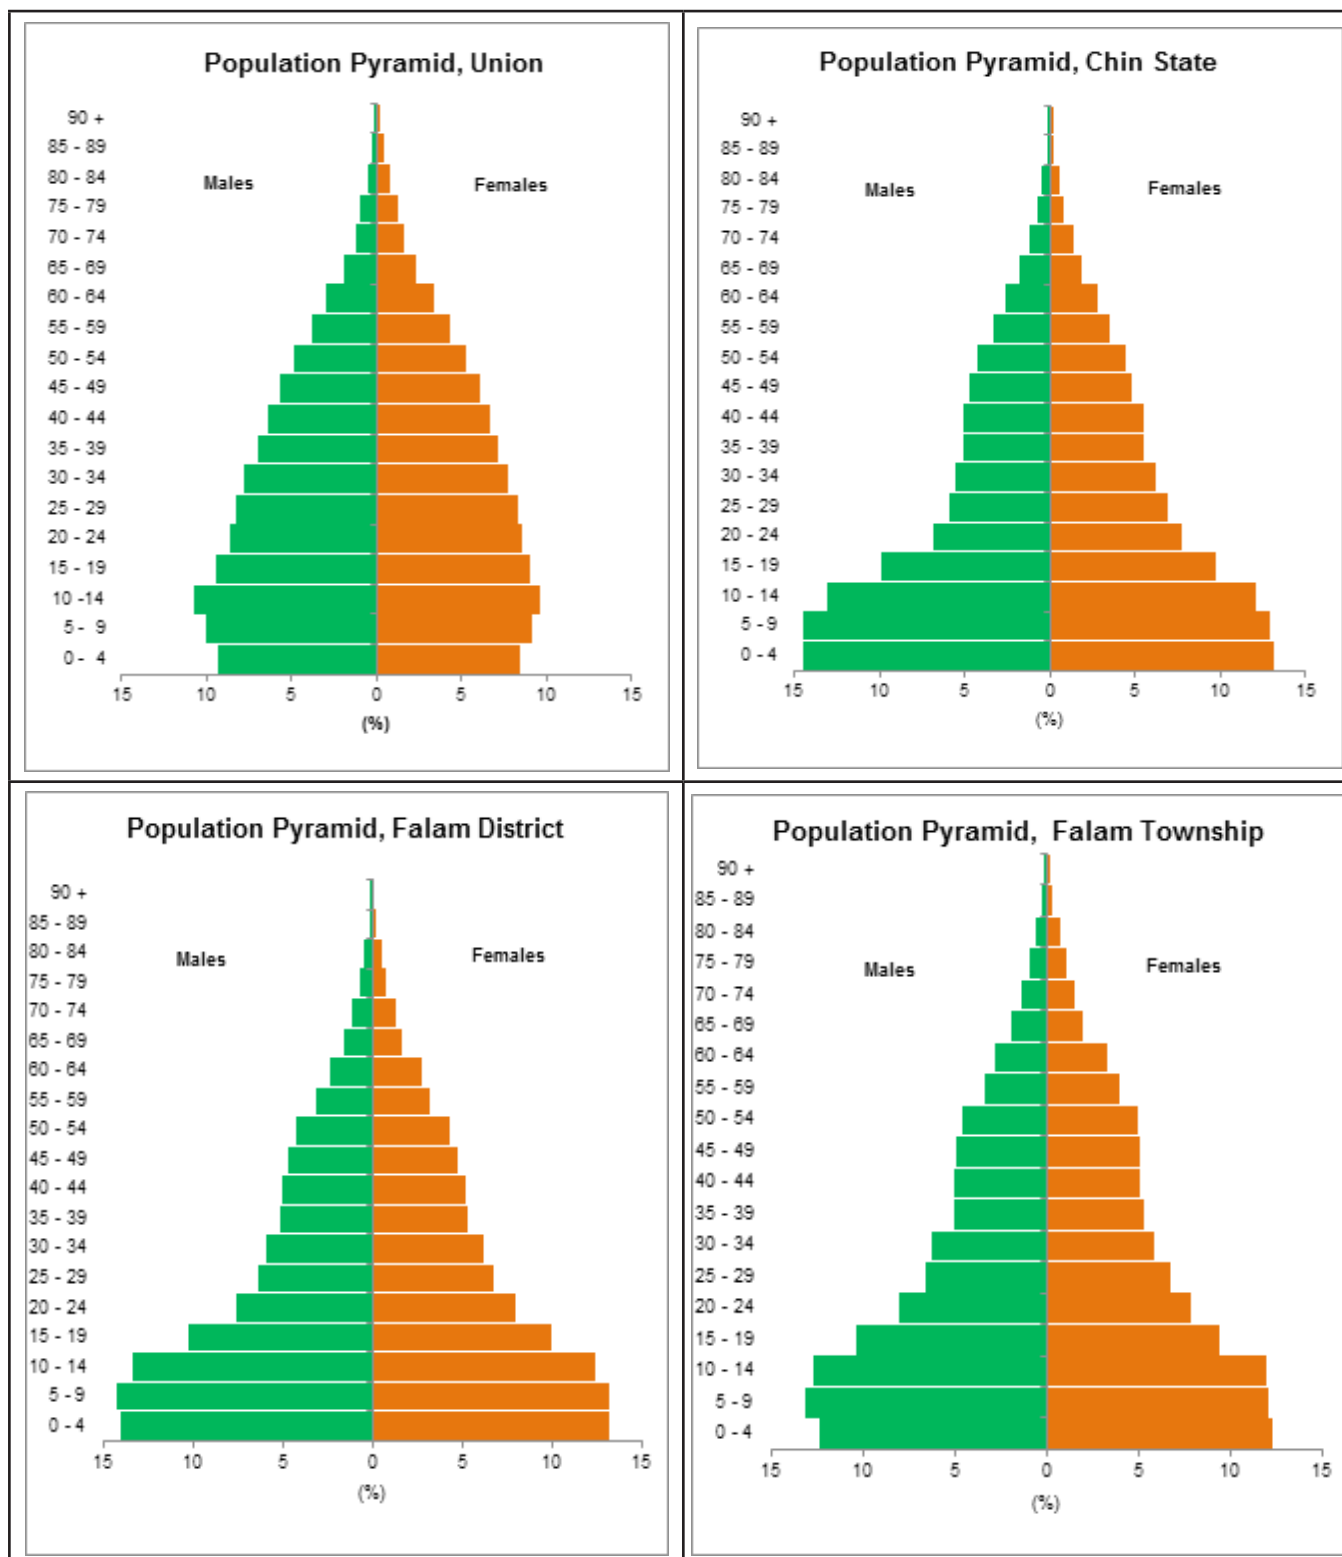 Population Pyramid, Union
90 +
85 - 89
80 - 84
Males
Females
75 - 79
70 - 74
65 - 69
60 - 64
55 - 59
50 - 54
45 - 49
40 - 44
35 - 39
30 - 34
25 - 29
20 - 24
15 - 19
10 -14
5 - 9
0 - 4
15 10 5 0 5 10 15
(%)
Population Pyramid, Chin State
90 +
85 - 89
80 - 84
Males
Females
75 - 79
70 - 74
65 - 69
60 - 64
55 - 59
50 - 54
45 - 49
40 - 44
35 - 39
30 - 34
25 - 29
20 - 24
15 - 19
10 - 14
5 - 9
0 - 4
15 10 5 0 5 10 15
(%)
Population Pyramid, Falam District
90 +
85 - 89
80 - 84
Males
Females
75 - 79
70 - 74
65 - 69
60 - 64
55 - 59
50 - 54
45 - 49
40 - 44
35 - 39
30 - 34
25 - 29
20 - 24
15 - 19
10 - 14
5 - 9
0 - 4
15 10 5 0 5 10 15
(%)
Population Pyramid, Falam Township
90 +
85 - 89
80 - 84
75 - 79
Males
Females
70 - 74
65 - 69
60 - 64
55 - 59
50 - 54
45 - 49
40 - 44
35 - 39
30 - 34
25 - 29
20 - 24
15 - 19
10 - 14
5 - 9
0 - 4
15 10 5 0 5 10 15
(%)